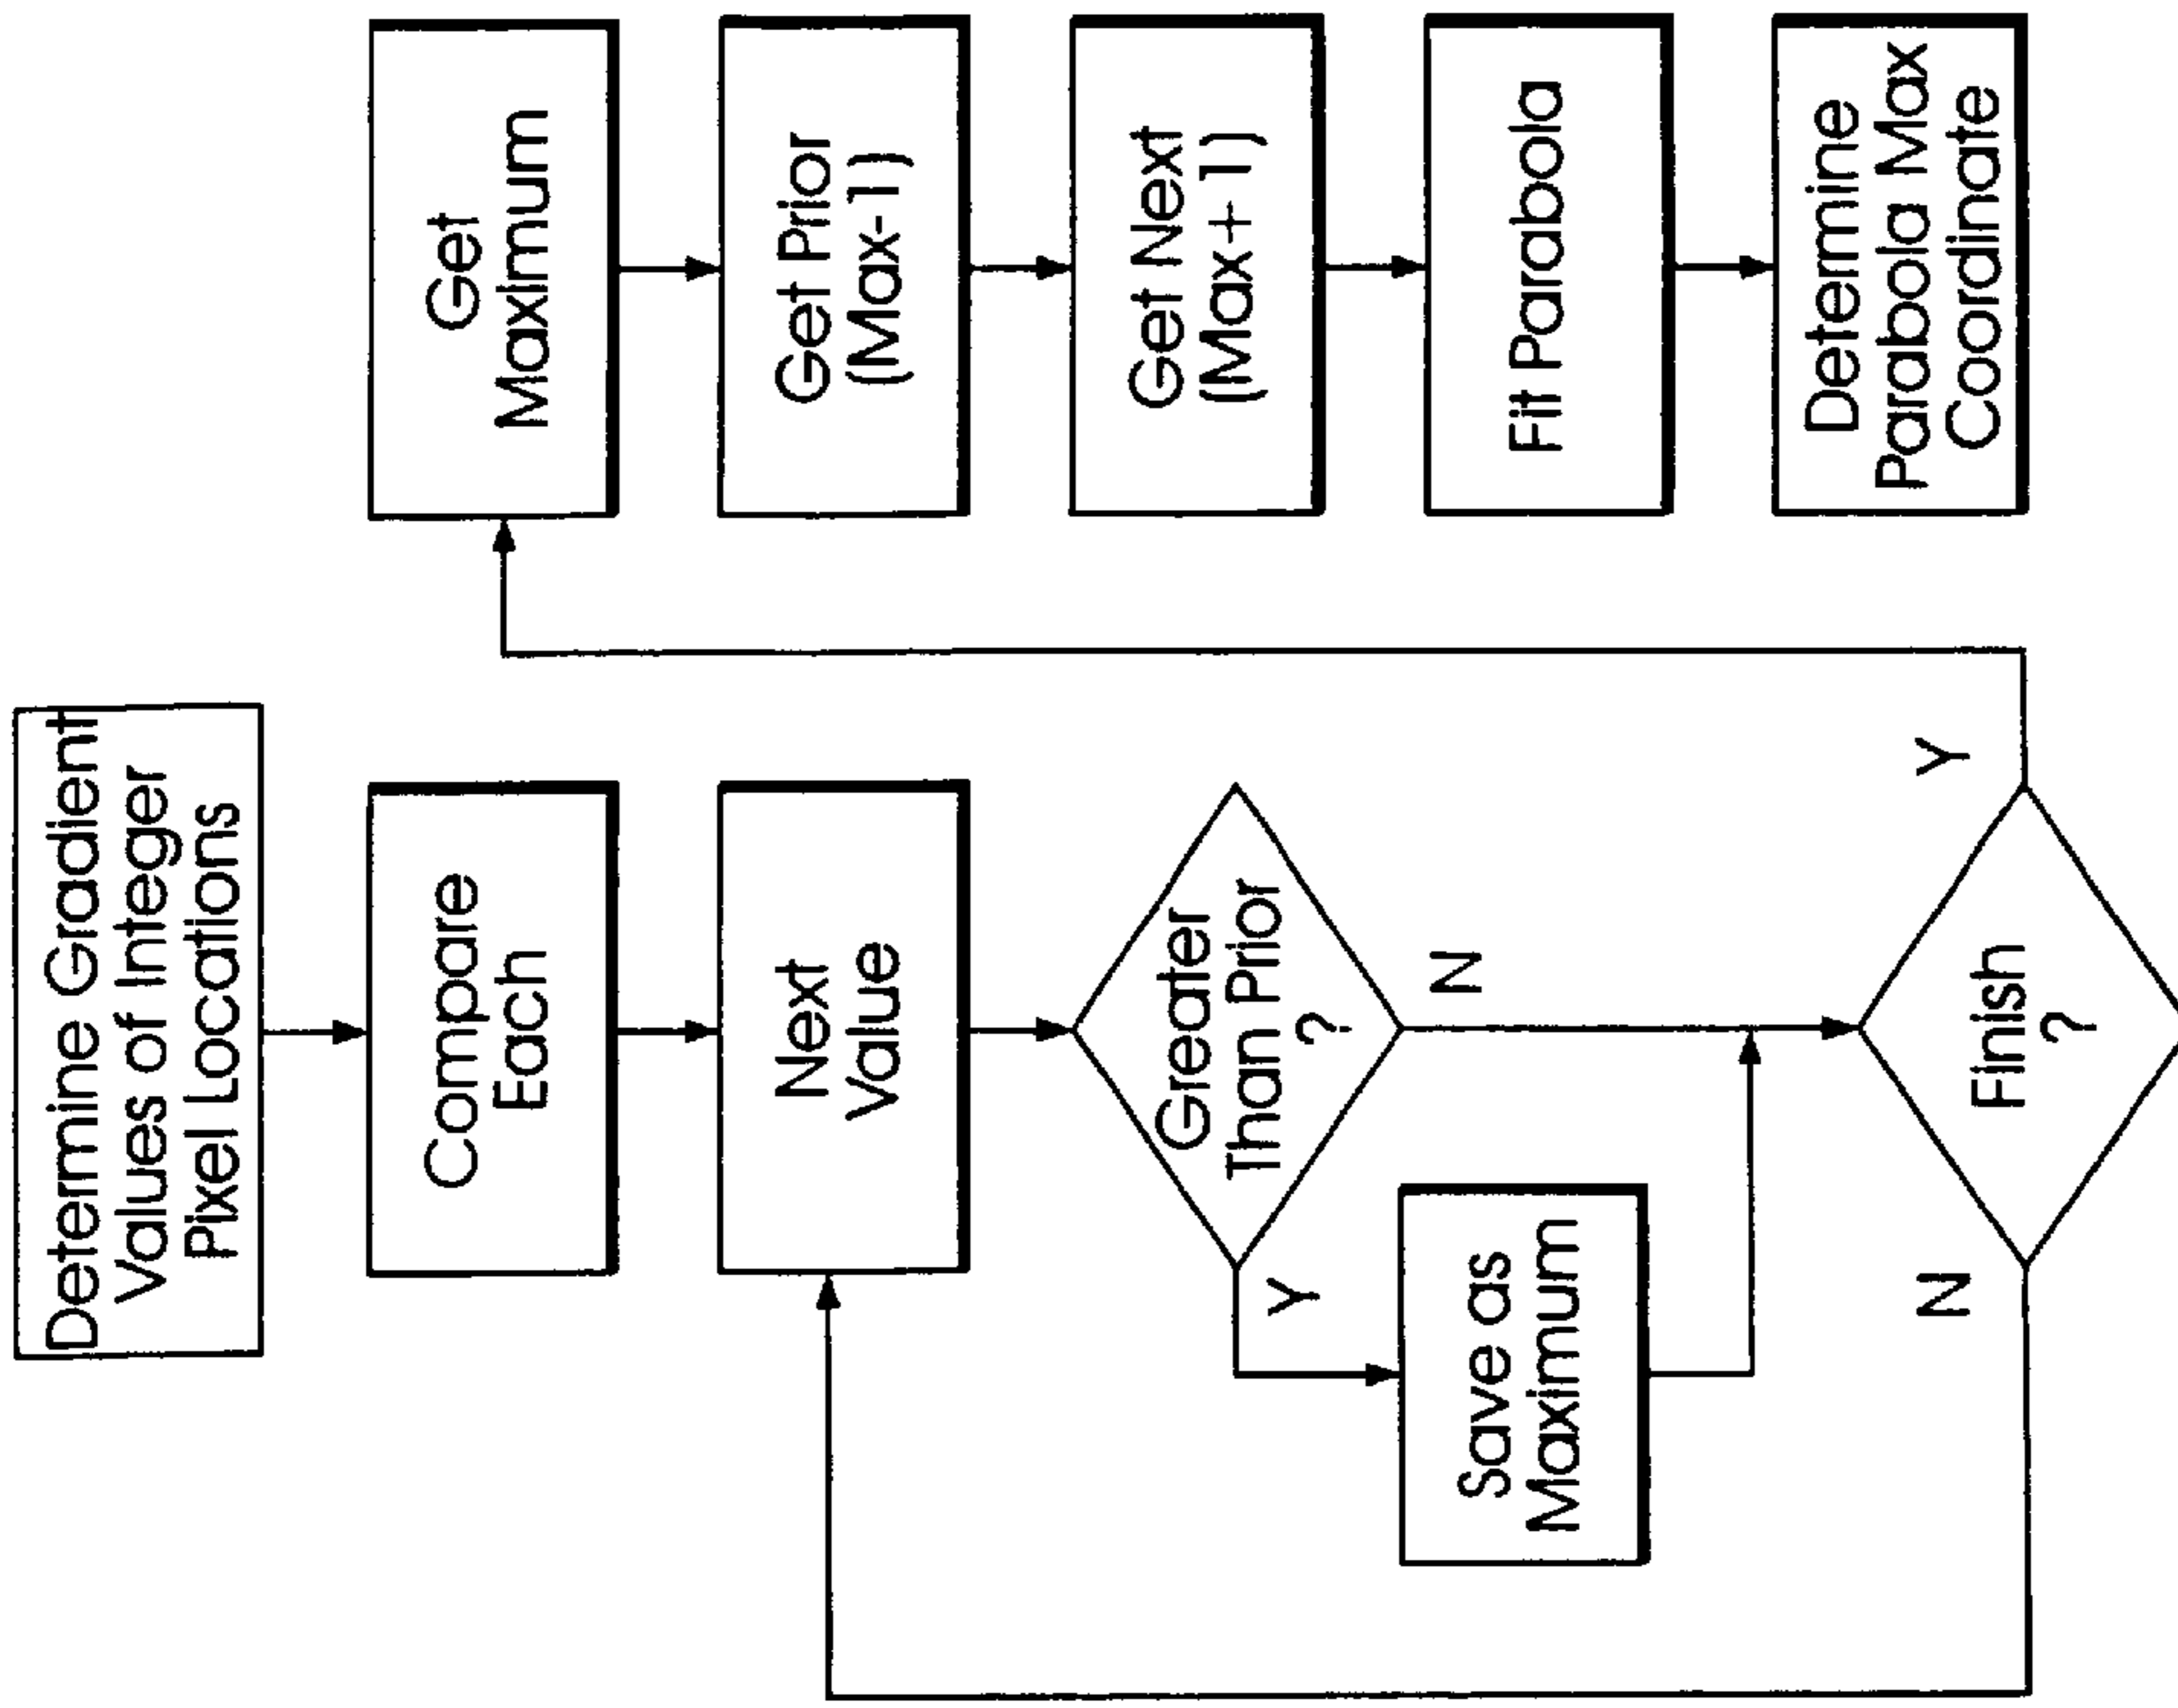 Determine Gradient
Values of Integer
Pixel Locations
Compare
Each
Next
Value
Greater
Than Prior
?
Y
N
Save as
Maximum
Finish
?
N
Y
Get
Maximum
Get Prior
(Max-1)
Get Next
(Max+1)
Fit Parabola
Determine
Parabola Max
Coordinate